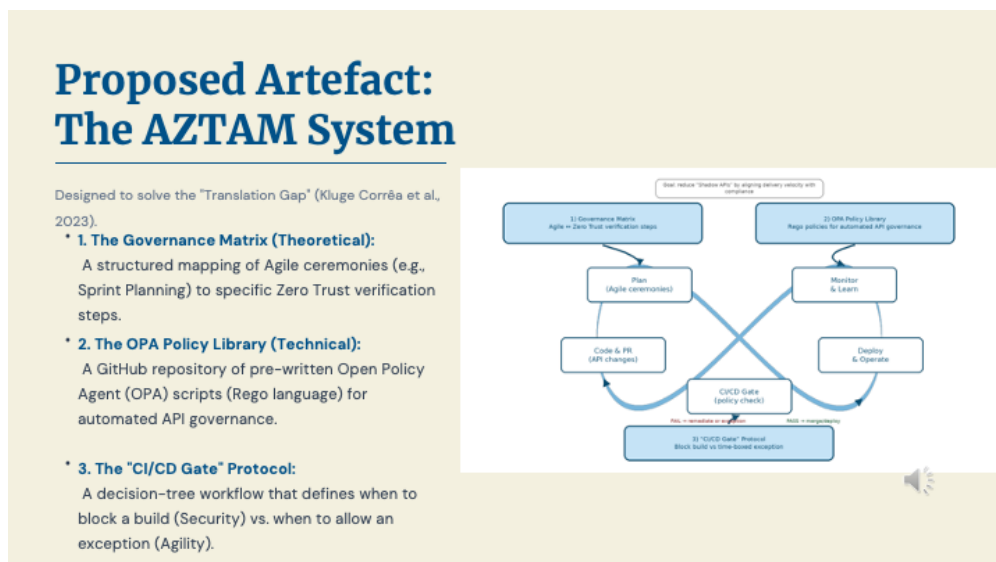 Proposed Artefact:
The AZTAM System
Designed to solve the "Translation Gap" (Kluge Corrêa et al.,
2023).
• 1. The Governance Matrix (Theoretical):
A structured mapping of Agile ceremonies (e.g.,
Sprint Planning) to specific Zero Trust verification
steps.
• 2. The OPA Policy Library (Technical):
A GitHub repository of pre-written Open Policy
Agent (OPA) scripts (Rego language) for
automated API governance.
• 3. The "CI/CD Gate" Protocol:
A decision-tree workflow that defines when to
block a build (Security) vs. when to allow an
exception (Agility).
Goal: reduce "Shadow APIs" by aligning delivery velocity with
compliance
1) Governance Matrix
Agile ↔ Zero Trust verification steps
2) OPA Policy Library
Rego policies for automated API governance
Plan
(Agile ceremonies)
Monitor
& Learn
Code & PR
(API changes)
Deploy
& Operate
CI/CD Gate
(policy check)
FAIL → remediate or exception
PASS → merge/deploy
3) "CI/CD Gate" Protocol
Block build vs time-boxed exception